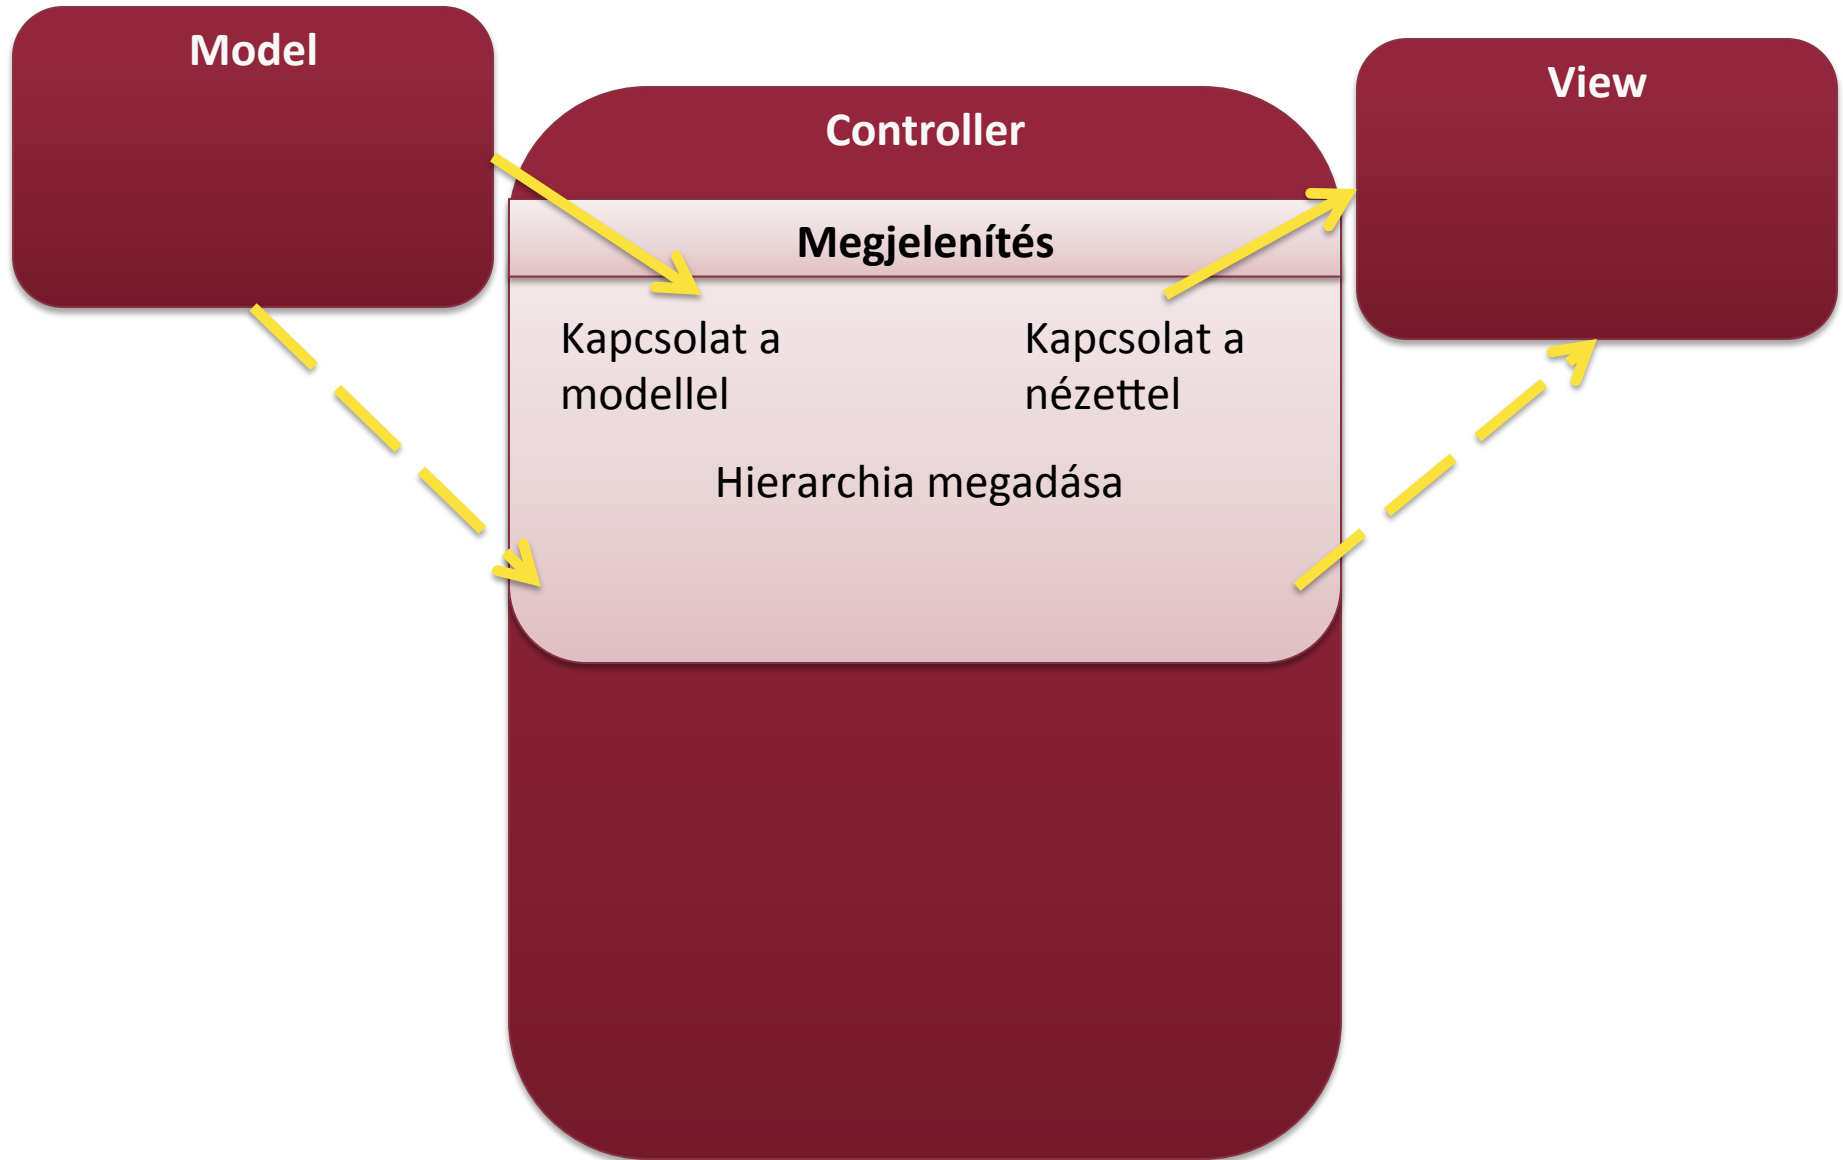 Model
View
Controller
Megjelenítés
Kapcsolat a
modellel
Kapcsolat a
nézettel
Hierarchia megadása